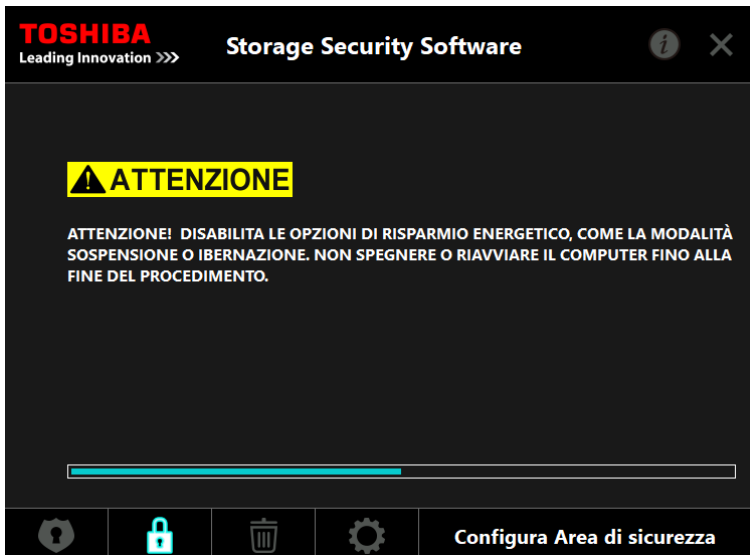 TOSHIBA
Leading Innovation >>>
Storage Security Software
ATTENZIONE
ATTENZIONE! DISABILITA LE OPZIONI DI RISPARMIO ENERGETICO, COME LA MODALITÀ
SOSPENSIONE O IBERNAZIONE. NON SPEGNERE O RIAVVIARE IL COMPUTER FINO ALLA
FINE DEL PROCEDIMENTO.
Configura Area di sicurezza